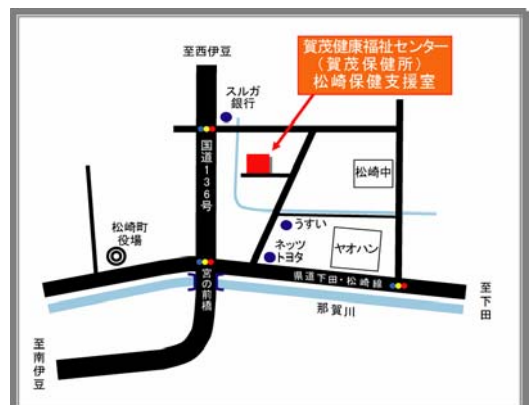 至西伊豆
賀茂健康福祉センター
（賀茂保健所）
松崎保健支援室
スルガ
銀行
国道136号
松崎中
松崎町
役場
うすい
ネッツ
トヨタ
ヤオハン
宮の前橋
県道下田・松崎線
那賀川
至下田
至南伊豆